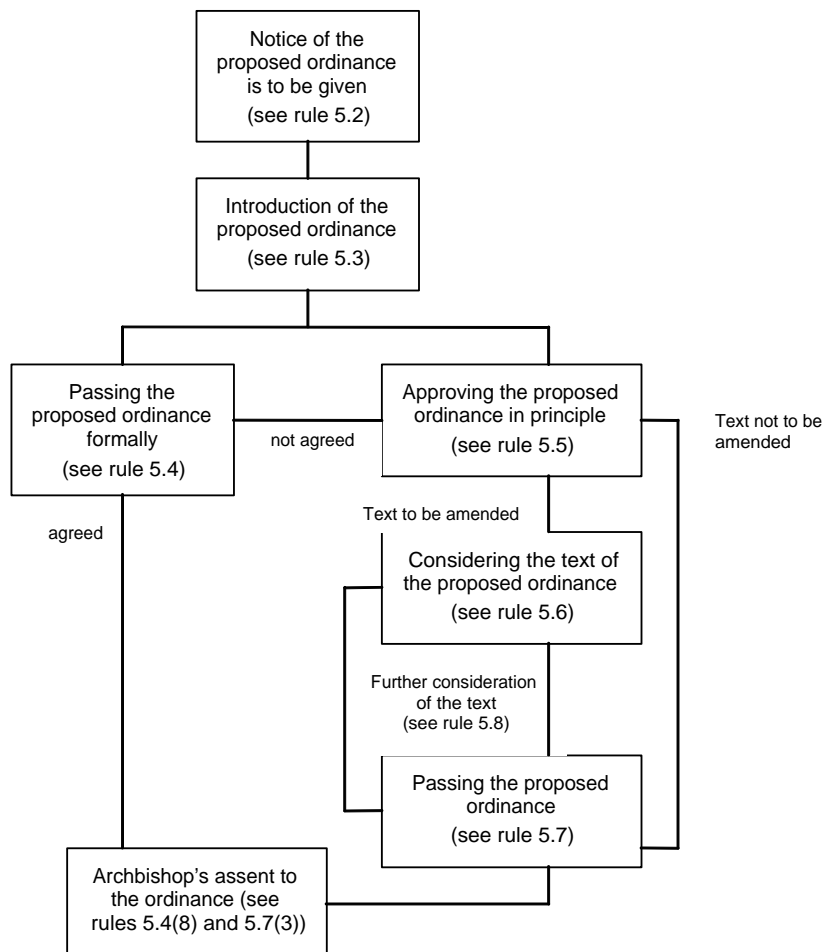 Notice of the
proposed ordinance
is to be given
(see rule 5.2)
Introduction of the
proposed ordinance
(see rule 5.3)
Passing the
proposed ordinance
formally
(see rule 5.4)
not agreed
Approving the proposed
ordinance in principle
(see rule 5.5)
Text not to be
amended
agreed
Text to be amended
Considering the text of
the proposed ordinance
(see rule 5.6)
Further consideration
of the text
(see rule 5.8)
Passing the proposed
ordinance
(see rule 5.7)
Archbishop’s assent to
the ordinance (see
rules 5.4(8) and 5.7(3))